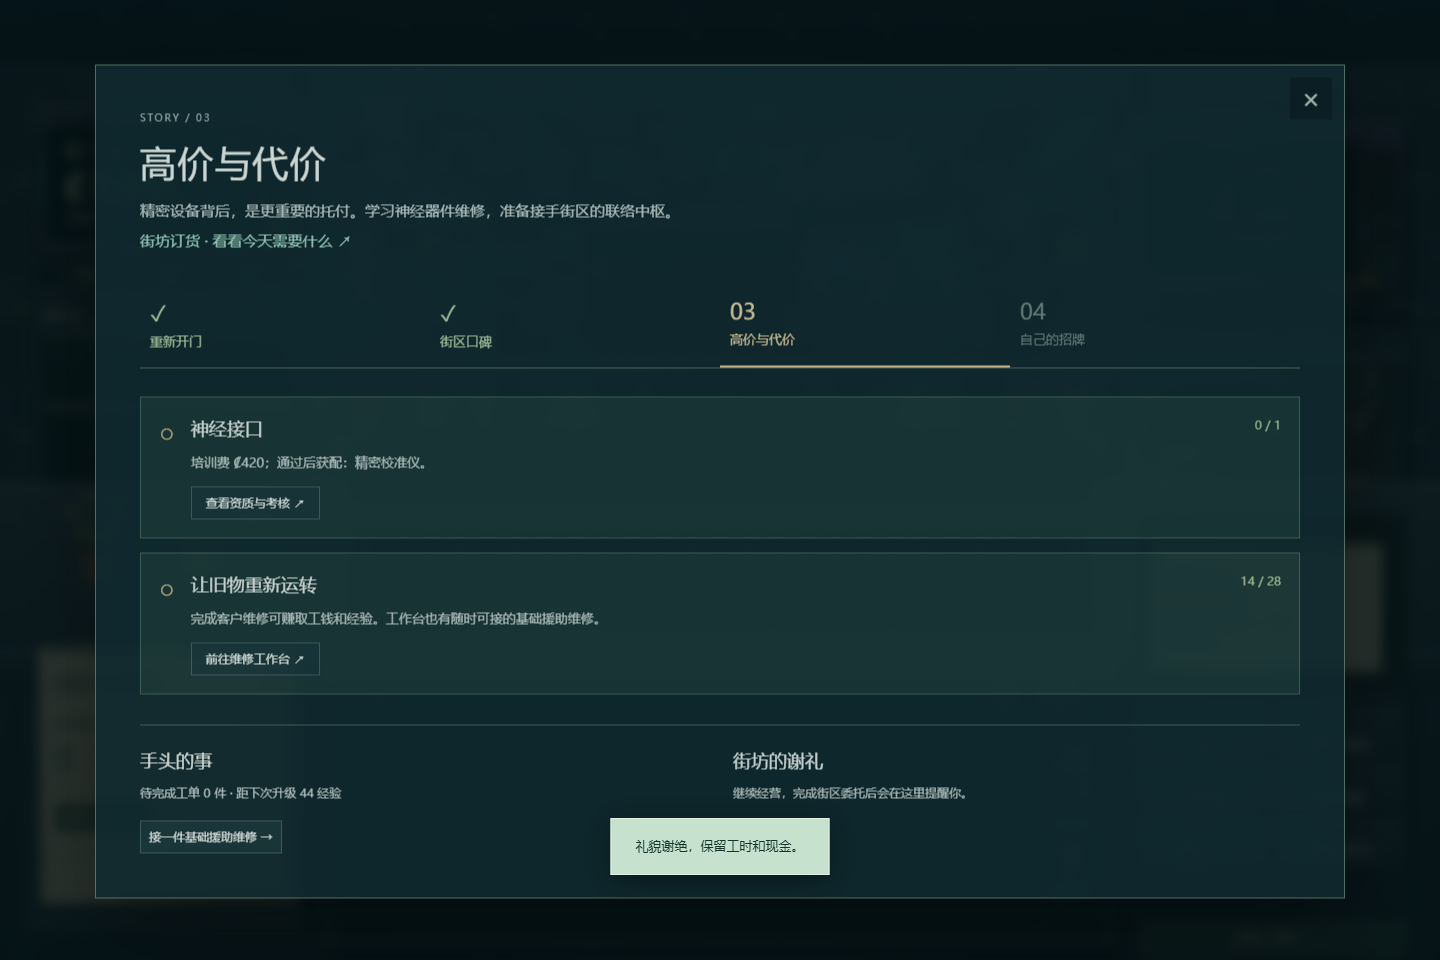 STORY / 03
高价与代价
精密设备背后，是更重要的托付。学习神经器件维修，准备接手街区的联络中枢。
街坊订货 · 看看今天需要什么 ↗
✓
重新开门
✓
街区口碑
03
高价与代价
04
自己的招牌
神经接口
0 / 1
培训费 ₡420；通过后获配：精密校准仪。
查看资质与考核 ↗
让旧物重新运转
14 / 28
完成客户维修可赚取工钱和经验。工作台也有随时可接的基础援助维修。
前往维修工作台 ↗
手头的事
待完成工单 0 件 · 距下次升级 44 经验
接一件基础援助维修 →
街坊的谢礼
继续经营，完成街区委托后会在这里提醒你。
礼貌谢绝，保留工时和现金。